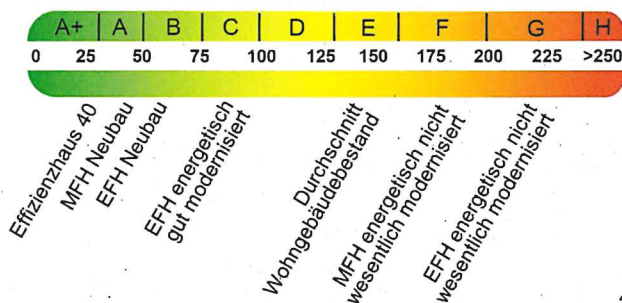 A+ A B C D E F G H
0 25 50 75 100 125 150 175 200 225 >250
Effizienzhaus 40
MFH Neubau
EFH Neubau
EFH energetisch
gut modernisiert
Durchschnitt
Wohngebäudebestand
MFH energetisch nicht
wesentlich modernisiert
EFH energetisch nicht
wesentlich modernisiert